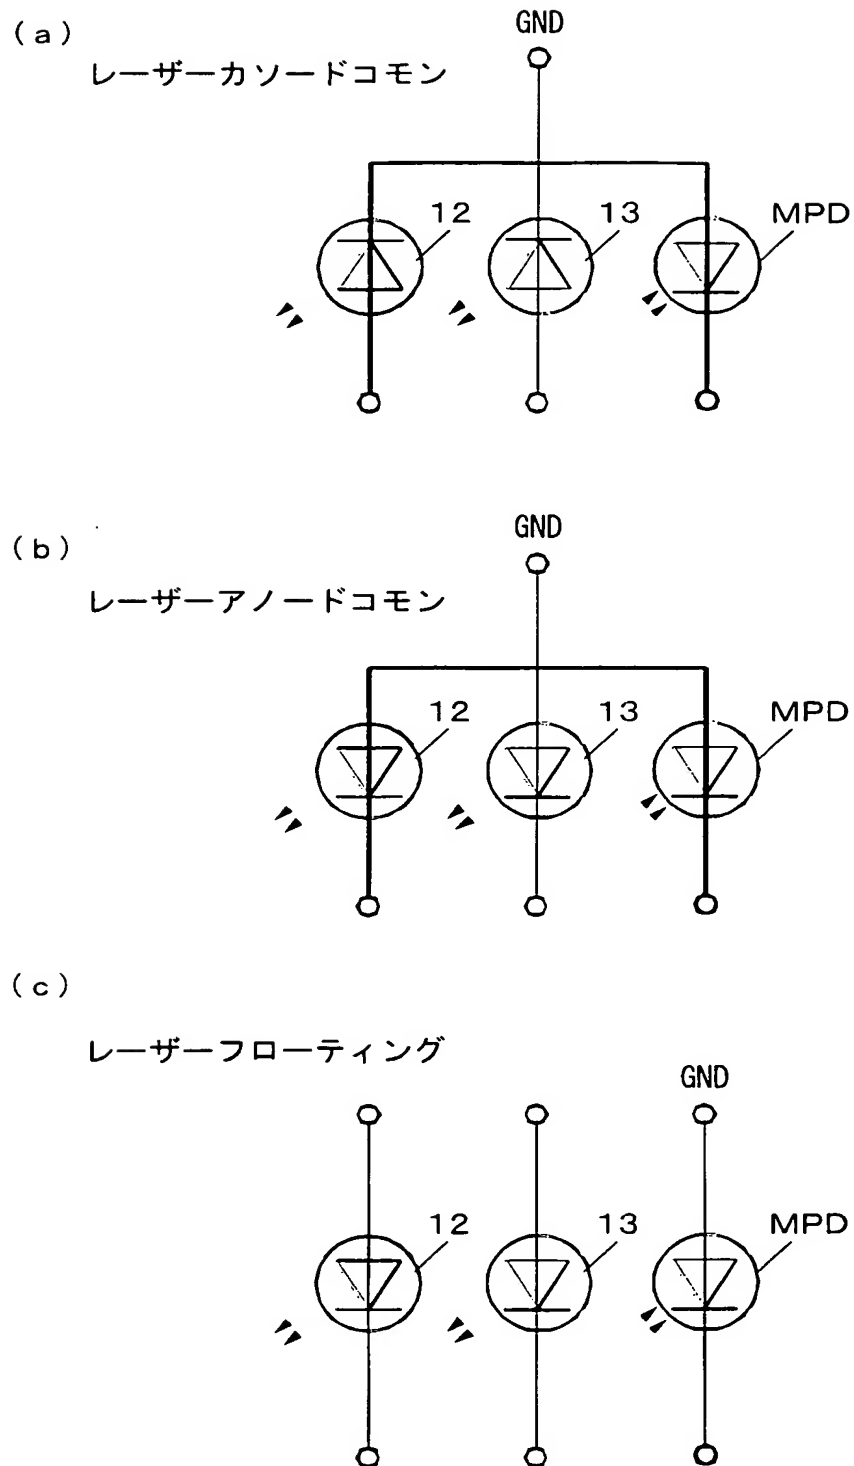 (a)
GND
レーザーカソードコモン
12
13
MPD
(b)
GND
レーザーアノードコモン
12
13
MPD
(c)
レーザーフローティング
GND
12
13
MPD